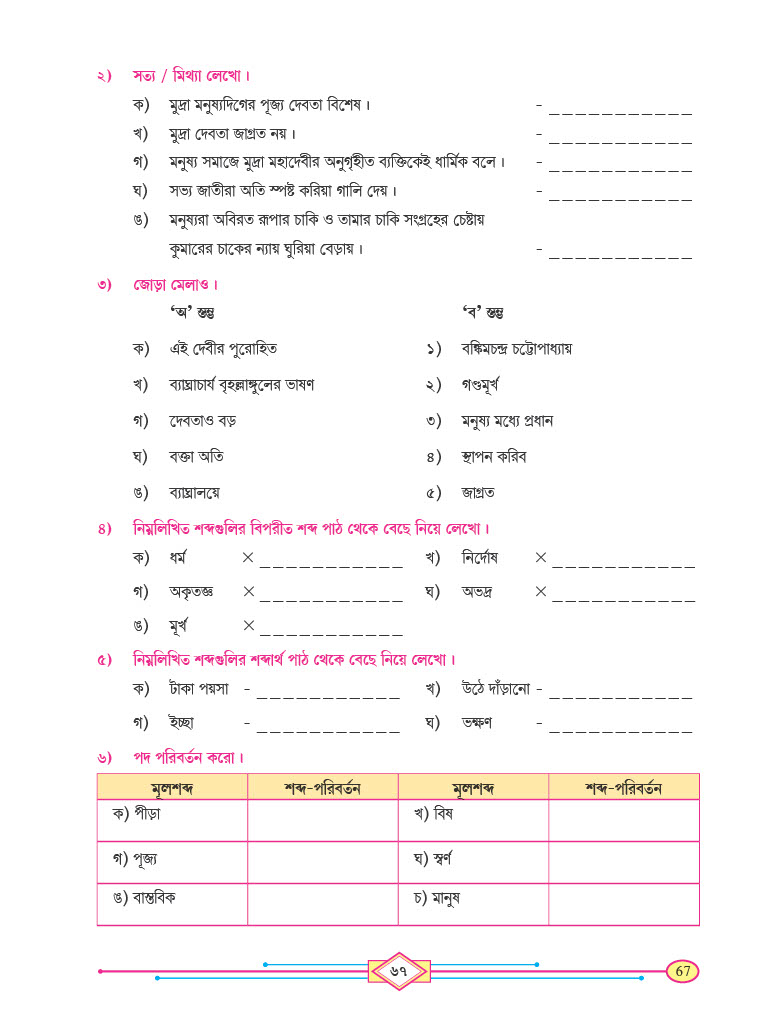 ২) সত্য / মিথ্যা লেখো।
ক) মুদ্রা মনুষ্যদিগের পূজ্য দেবতা বিশেষ। - ___________
খ) মুদ্রা দেবতা জাগ্রত নয়। - ___________
গ) মনুষ্য সমাজে মুদ্রা মহাদেবীর অনুগৃহীত ব্যক্তিকেই ধার্মিক বলে। - ___________
ঘ) সভ্য জাতীরা অতি স্পষ্ট করিয়া গালি দেয়। - ___________
ঙ) মনুষ্যরা অবিরত রূপার চাকি ও তামার চাকি সংগ্রহের চেষ্টায়
কুমারের চাকের ন্যায় ঘুরিয়া বেড়ায়। - ___________
৩) জোড়া মেলাও।
‘অ’ স্তম্ভ ‘ব’ স্তম্ভ
ক) এই দেবীর পুরোহিত ১) বঙ্কিমচন্দ্র চট্টোপাধ্যায়
খ) ব্যাঘ্রাচার্য বৃহল্লাঙ্গুলের ভাষণ ২) গণ্ডমূর্খ
গ) দেবতাও বড় ৩) মনুষ্য মধ্যে প্রধান
ঘ) বক্তা অতি ৪) স্থাপন করিব
ঙ) ব্যাঘ্রালয়ে ৫) জাগ্রত
৪) নিম্নলিখিত শব্দগুলির বিপরীত শব্দ পাঠ থেকে বেছে নিয়ে লেখো।
ক) ধর্ম × ___________ খ) নির্দোষ × ___________
গ) অকৃতজ্ঞ × ___________ ঘ) অভদ্র × ___________
ঙ) মূর্খ × ___________
৫) নিম্নলিখিত শব্দগুলির শব্দার্থ পাঠ থেকে বেছে নিয়ে লেখো।
ক) টাকা পয়সা - ___________ খ) উঠে দাঁড়ানো - ___________
গ) ইচ্ছা - ___________ ঘ) ভক্ষণ - ___________
৬) পদ পরিবর্তন করো।
মূলশব্দ শব্দ-পরিবর্তন মূলশব্দ শব্দ-পরিবর্তন
ক) পীড়া খ) বিষ
গ) পূজ্য ঘ) স্বর্ণ
ঙ) বাস্তবিক চ) মানুষ
৬৭ 67